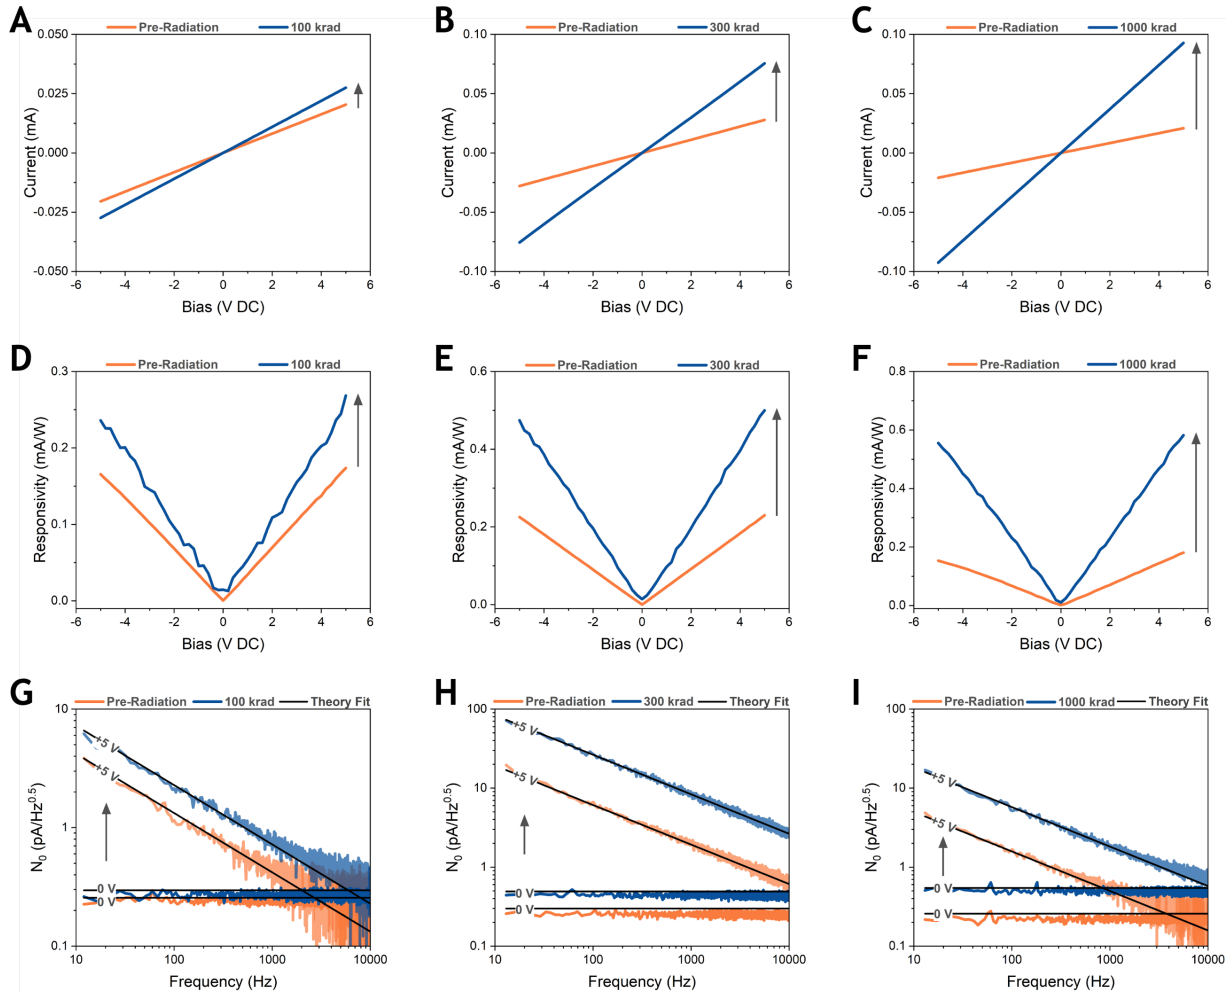 A
Pre-Radiation 100 krad
0.050
0.025
0.000
-0.025
-0.050
Current (mA)
-6 -4 -2 0 2 4 6
Bias (V DC)
B
Pre-Radiation 300 krad
0.10
0.05
0.00
-0.05
-0.10
Current (mA)
-6 -4 -2 0 2 4 6
Bias (V DC)
C
Pre-Radiation 1000 krad
0.10
0.05
0.00
-0.05
-0.10
Current (mA)
-6 -4 -2 0 2 4 6
Bias (V DC)
D
Pre-Radiation 100 krad
0.3
0.2
0.1
0.0
Responsivity (mA/W)
-6 -4 -2 0 2 4 6
Bias (V DC)
E
Pre-Radiation 300 krad
0.6
0.4
0.2
0.0
Responsivity (mA/W)
-6 -4 -2 0 2 4 6
Bias (V DC)
F
Pre-Radiation 1000 krad
0.8
0.6
0.4
0.2
0.0
Responsivity (mA/W)
-6 -4 -2 0 2 4 6
Bias (V DC)
G
Pre-Radiation 100 krad Theory Fit
10
1
0.1
N₀ (pA/Hz⁰·⁵)
+5 V
+5 V
0 V
0 V
10 100 1000 10000
Frequency (Hz)
H
Pre-Radiation 300 krad Theory Fit
100
10
1
0.1
N₀ (pA/Hz⁰·⁵)
+5 V
+5 V
0 V
0 V
10 100 1000 10000
Frequency (Hz)
I
Pre-Radiation 1000 krad Theory Fit
100
10
1
0.1
N₀ (pA/Hz⁰·⁵)
+5 V
+5 V
0 V
0 V
10 100 1000 10000
Frequency (Hz)